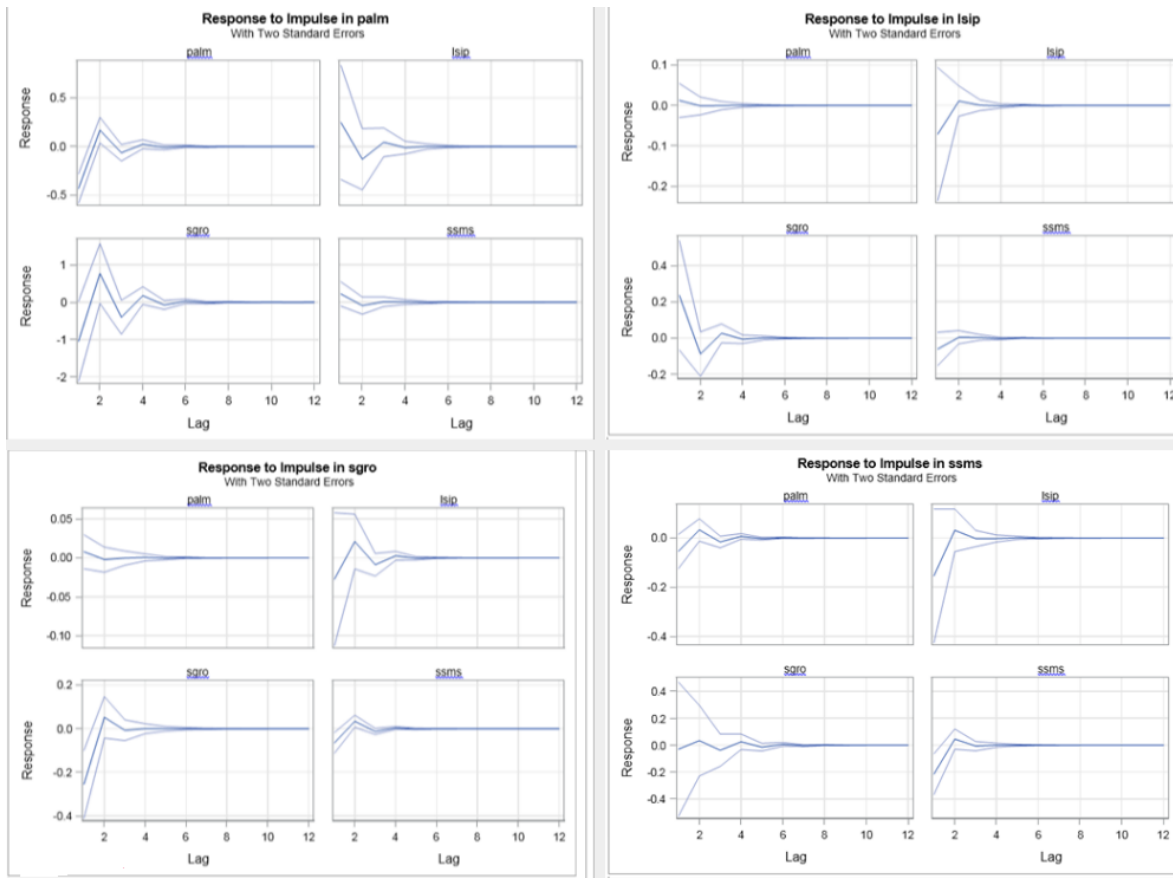 Response to Impulse in palm
With Two Standard Errors
palm lsip
Response
0.5
0.0
-0.5
sgro ssms
Response
1
0
-1
-2
2 4 6 8 10 12 2 4 6 8 10 12
Lag Lag
Response to Impulse in lsip
With Two Standard Errors
palm lsip
Response
0.1
0.0
-0.1
-0.2
sgro ssms
Response
0.4
0.2
0.0
-0.2
2 4 6 8 10 12 2 4 6 8 10 12
Lag Lag
Response to Impulse in sgro
With Two Standard Errors
palm lsip
Response
0.05
0.00
-0.05
-0.10
sgro ssms
Response
0.2
0.0
-0.2
-0.4
2 4 6 8 10 12 2 4 6 8 10 12
Lag Lag
Response to Impulse in ssms
With Two Standard Errors
palm lsip
Response
0.0
-0.2
-0.4
sgro ssms
Response
0.4
0.2
0.0
-0.2
-0.4
2 4 6 8 10 12 2 4 6 8 10 12
Lag Lag